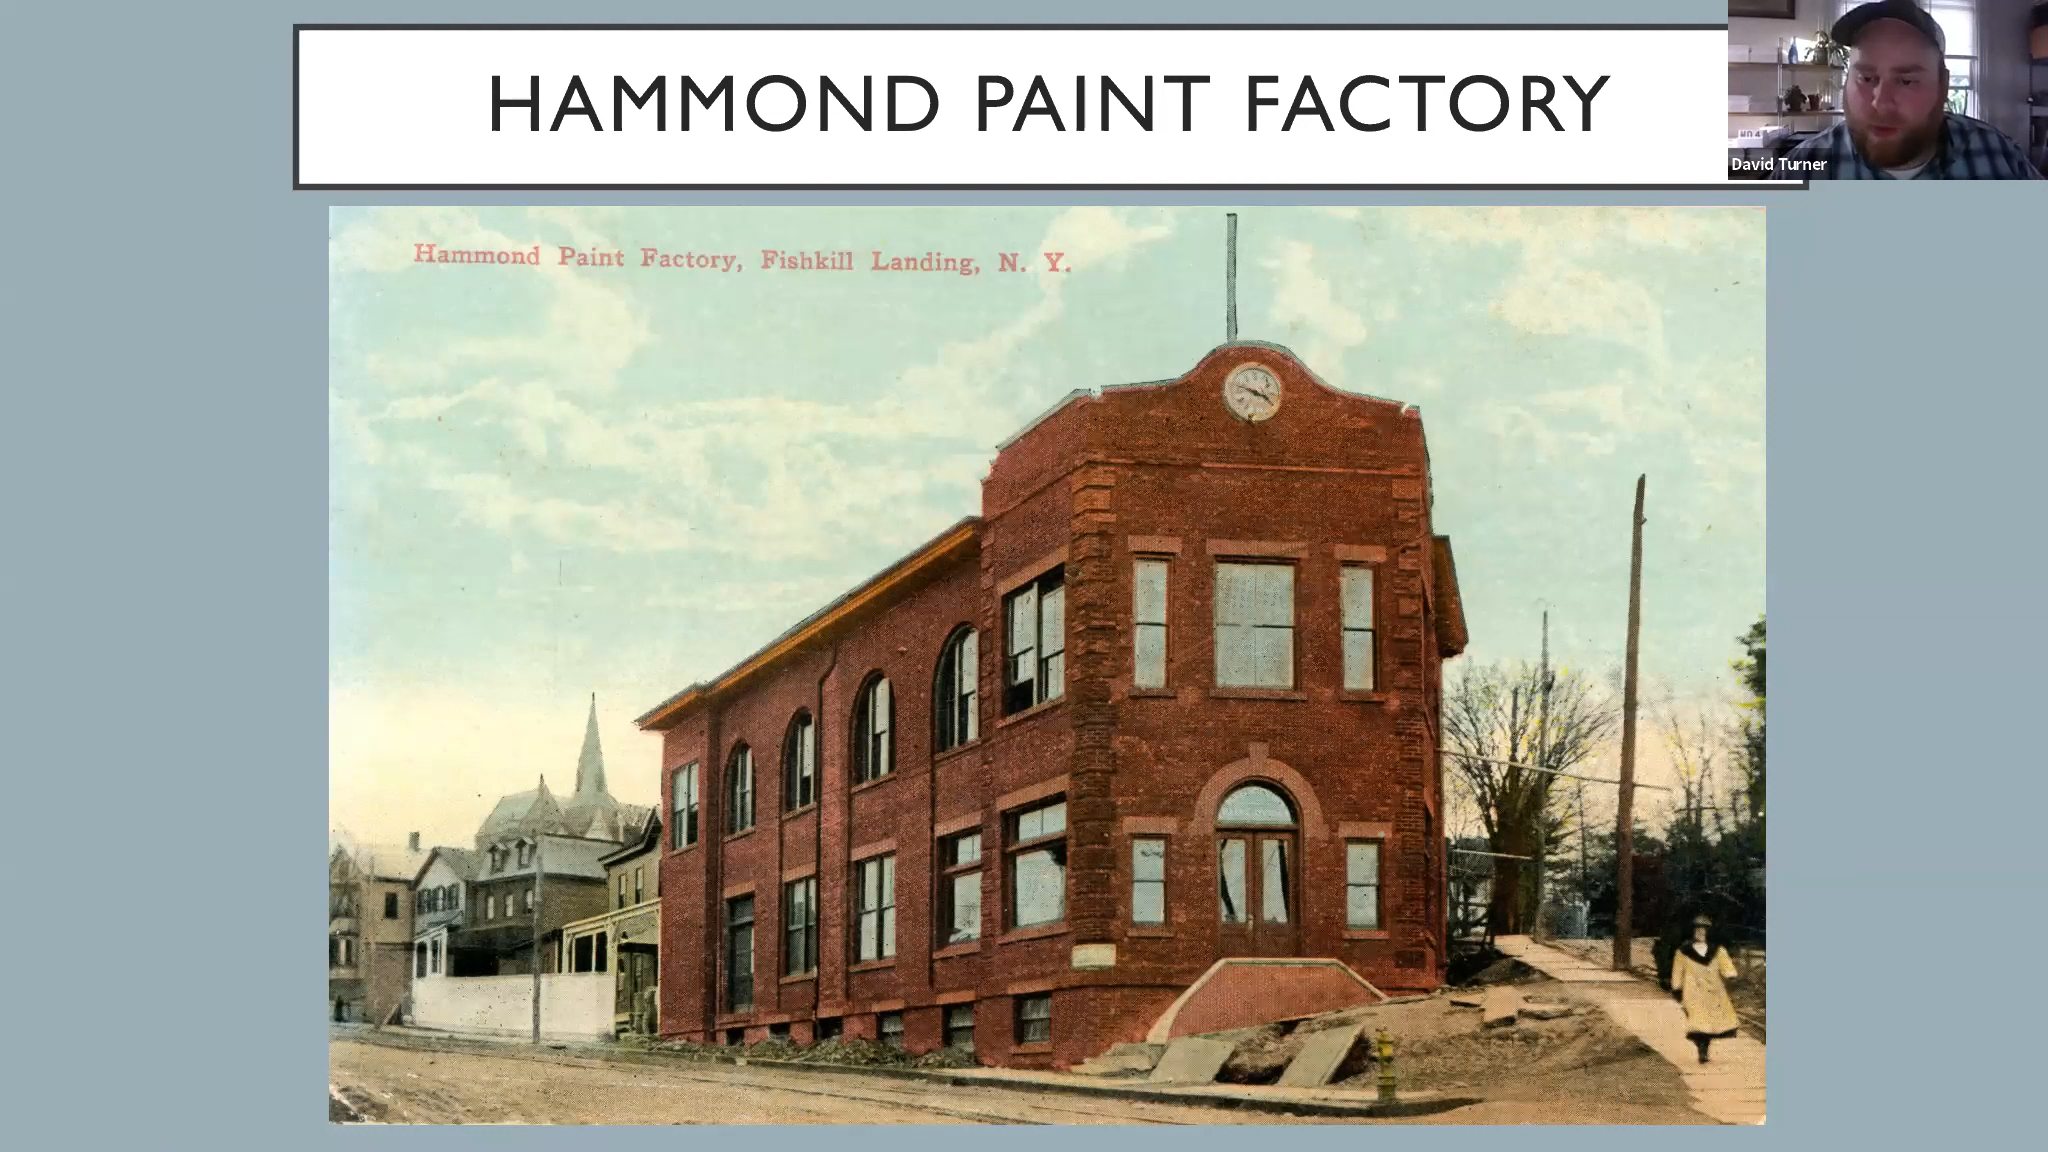 HAMMOND PAINT FACTORY
David Turner
Hammond Paint Factory, Fishkill Landing, N. Y.